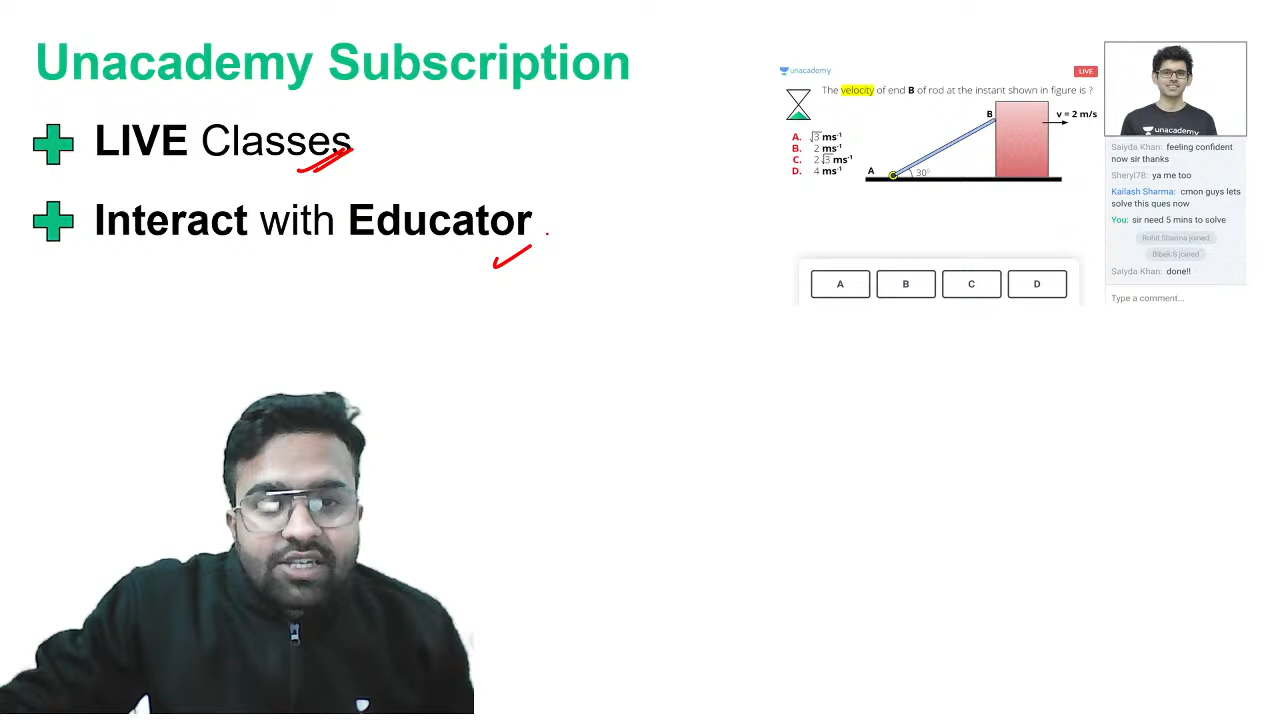 Unacademy Subscription
LIVE Classes
Interact with Educator
unacademy
LIVE
The velocity of end B of rod at the instant shown in figure is ?
A. √3 ms-¹
B. 2 ms-¹
C. 2√3 ms-¹
D. 4 ms-¹
B
v = 2 m/s
A
30⁰
A B C D
unacademy
Saiyda Khan: feeling confident
now sir thanks
Sheryl78: ya me too
Kailash Sharma: cmon guys lets
solve this ques now
You: sir need 5 mins to solve
Rohit Sharma joined
Bibek S joined
Saiyda Khan: done!!
Type a comment...